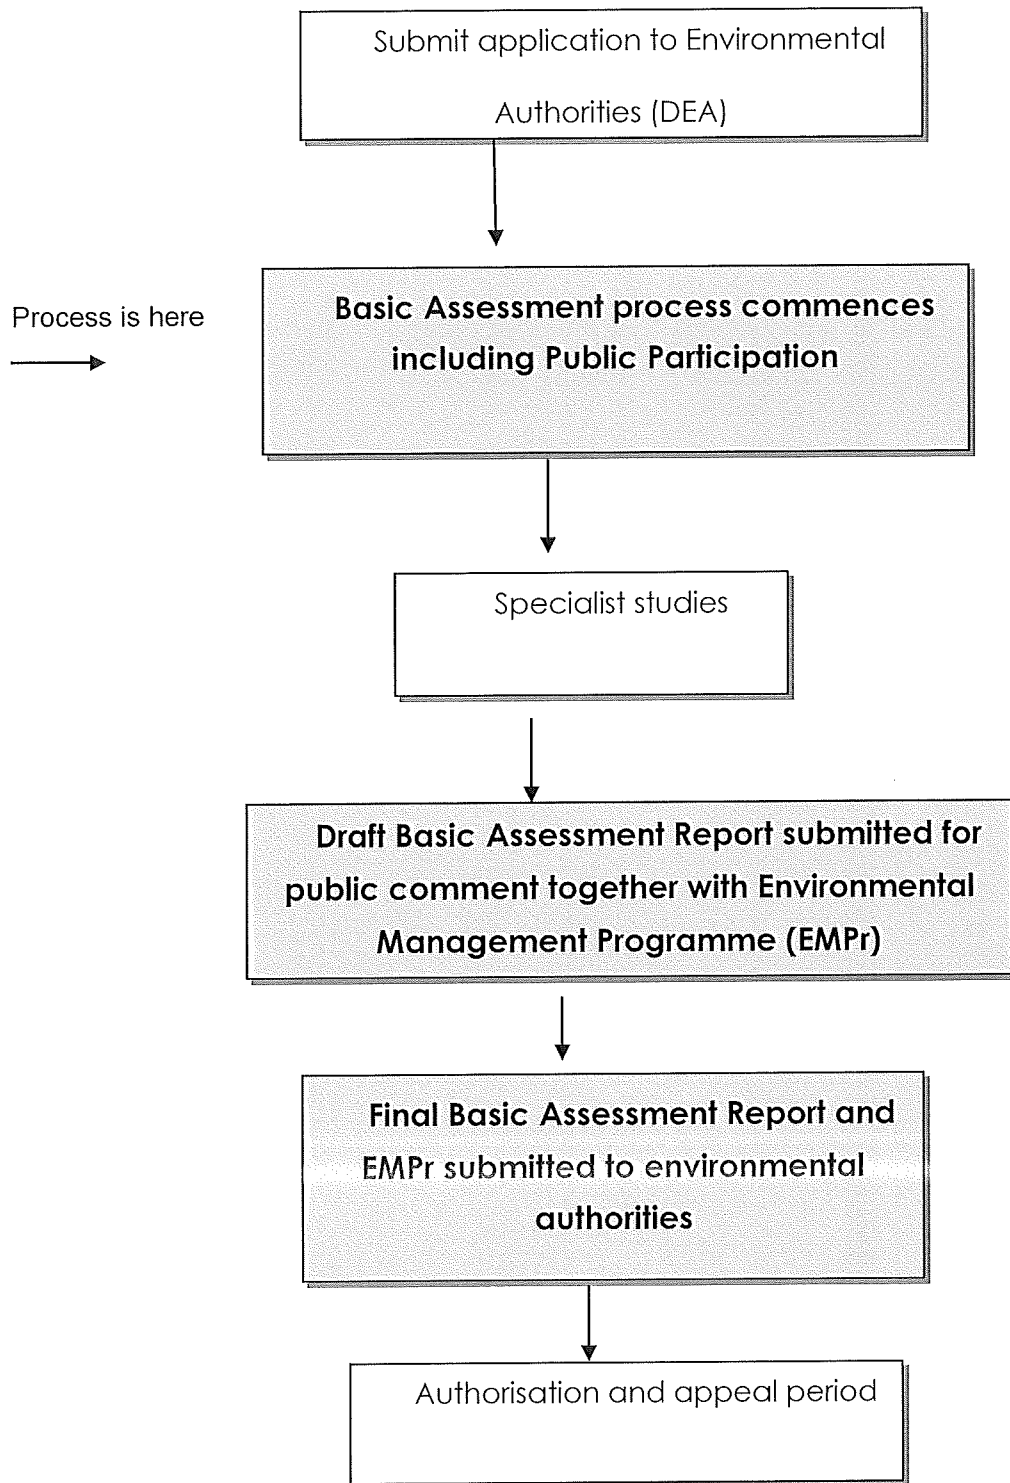 Submit application to Environmental
Authorities (DEA)
Process is here
Basic Assessment process commences
including Public Participation
Specialist studies
Draft Basic Assessment Report submitted for
public comment together with Environmental
Management Programme (EMPr)
Final Basic Assessment Report and
EMPr submitted to environmental
authorities
Authorisation and appeal period